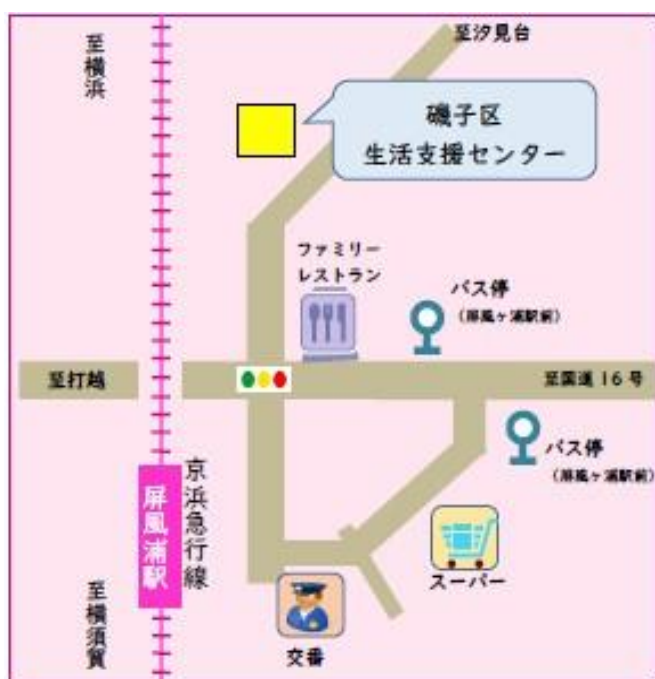 至汐見台
至横浜
磯子区
生活支援センター
ファミリー
レストラン
バス停
(屏風ヶ浦駅前)
至打越
至国道16号
バス停
(屏風ヶ浦駅前)
京浜急行線
屏風浦駅
スーパー
至横須賀
交番